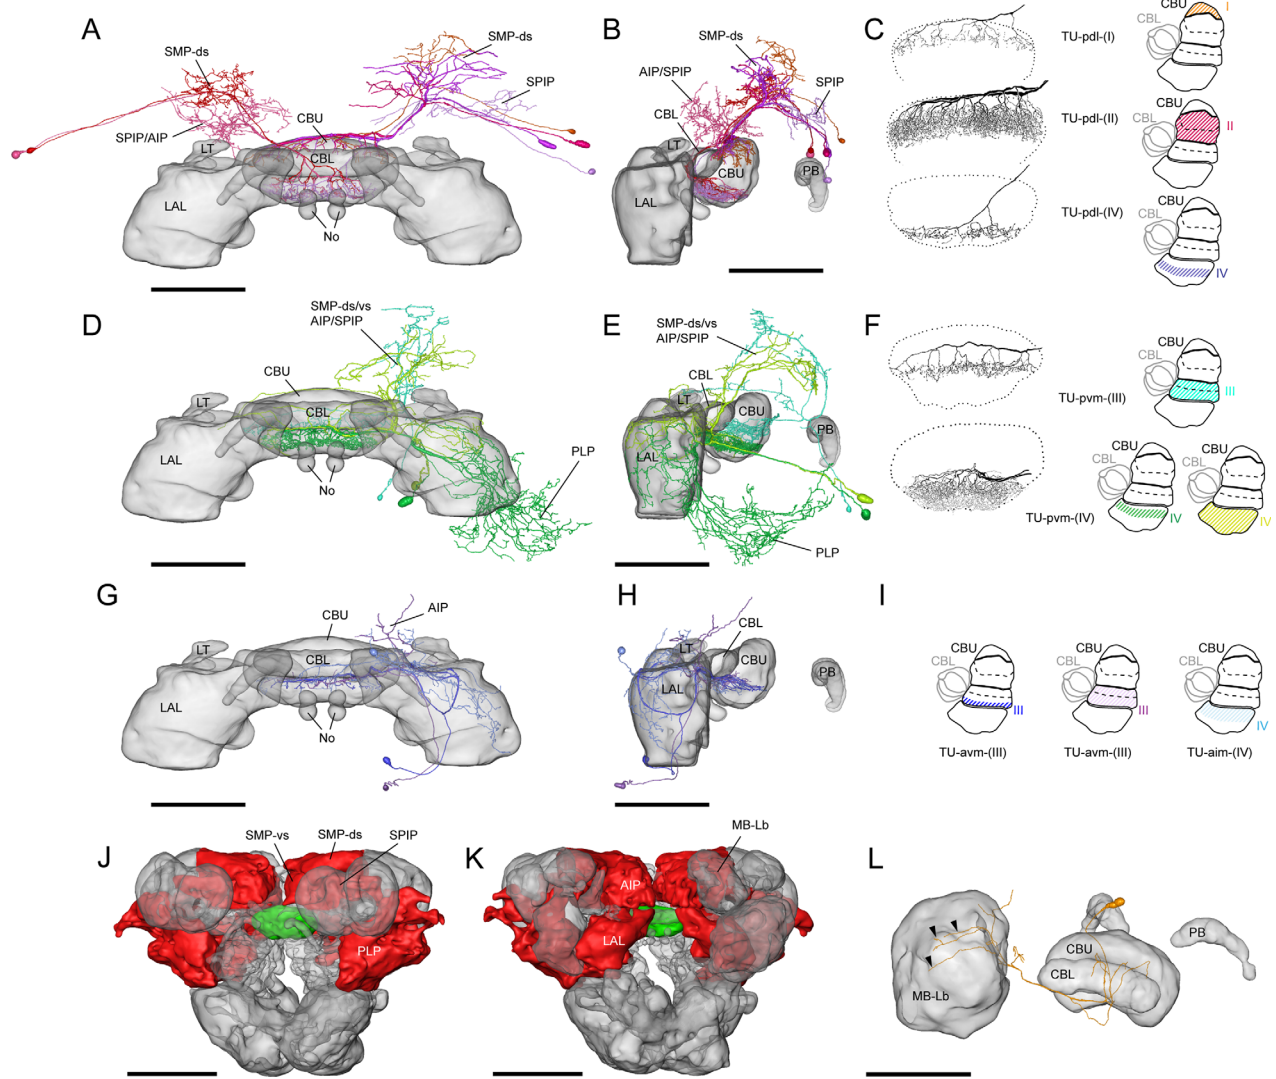 A
SMP-ds
SMP-ds
SPIP
SPIP/AIP
CBU
LT
CBL
LAL
No
B
SMP-ds
AIP/SPIP
SPIP
CBL
LT
CBU
PB
LAL
C
TU-pdl-(I)
CBU
I
CBL
TU-pdl-(II)
CBU
CBL
II
TU-pdl-(IV)
CBU
CBL
IV
D
SMP-ds/vs
AIP/SPIP
CBU
LT
CBL
LAL
No
PLP
E
SMP-ds/vs
AIP/SPIP
CBL
LT
CBU
PB
LAL
PLP
F
TU-pvm-(III)
CBU
CBL
III
TU-pvm-(IV)
CBU
CBL
IV
CBU
CBL
IV
G
CBU
AIP
LT
CBL
LAL
No
H
CBL
LT
CBU
LAL
PB
I
CBU
CBL
III
TU-avm-(III)
CBU
CBL
III
TU-avm-(III)
CBU
CBL
IV
TU-aim-(IV)
J
SMP-vs
SMP-ds
SPIP
PLP
K
MB-Lb
AIP
LAL
L
CBU
CBL
PB
MB-Lb